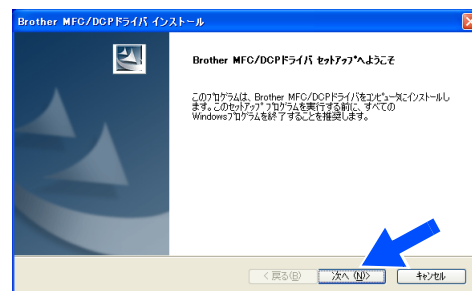 Brother MFC/DCPドライバ インストール
Brother MFC/DCPドライバ セットアップへようこそ
このプログラムは、Brother MFC/DCPドライバをコンピュータにインストールし
ます。このセットアップ プログラムを実行する前に、すべての
Windowsプログラムを終了することを推奨します。
< 戻る(B)
次へ (N)>
キャンセル